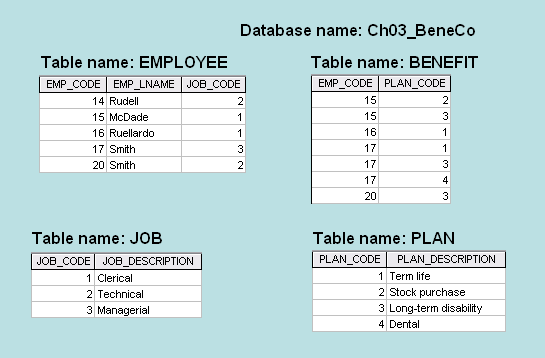 Database name: Ch03_BeneCo
Table name: EMPLOYEE
EMP_CODE EMP_LNAME JOB_CODE
14 Rudell 2
15 McDade 1
16 Ruellardo 1
17 Smith 3
20 Smith 2
Table name: BENEFIT
EMP_CODE PLAN_CODE
15 2
15 3
16 1
17 1
17 3
17 4
20 3
Table name: JOB
JOB_CODE JOB_DESCRIPTION
1 Clerical
2 Technical
3 Managerial
Table name: PLAN
PLAN_CODE PLAN_DESCRIPTION
1 Term life
2 Stock purchase
3 Long-term disability
4 Dental